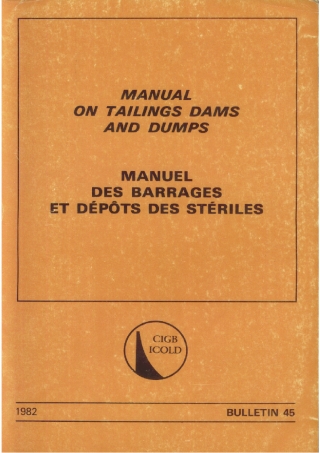 MANUAL
ON TAILINGS DAMS
AND DUMPS
MANUEL
DES BARRAGES
ET DÉPÔTS DES STÉRILES
CIGB
ICOLD
1982 BULLETIN 45